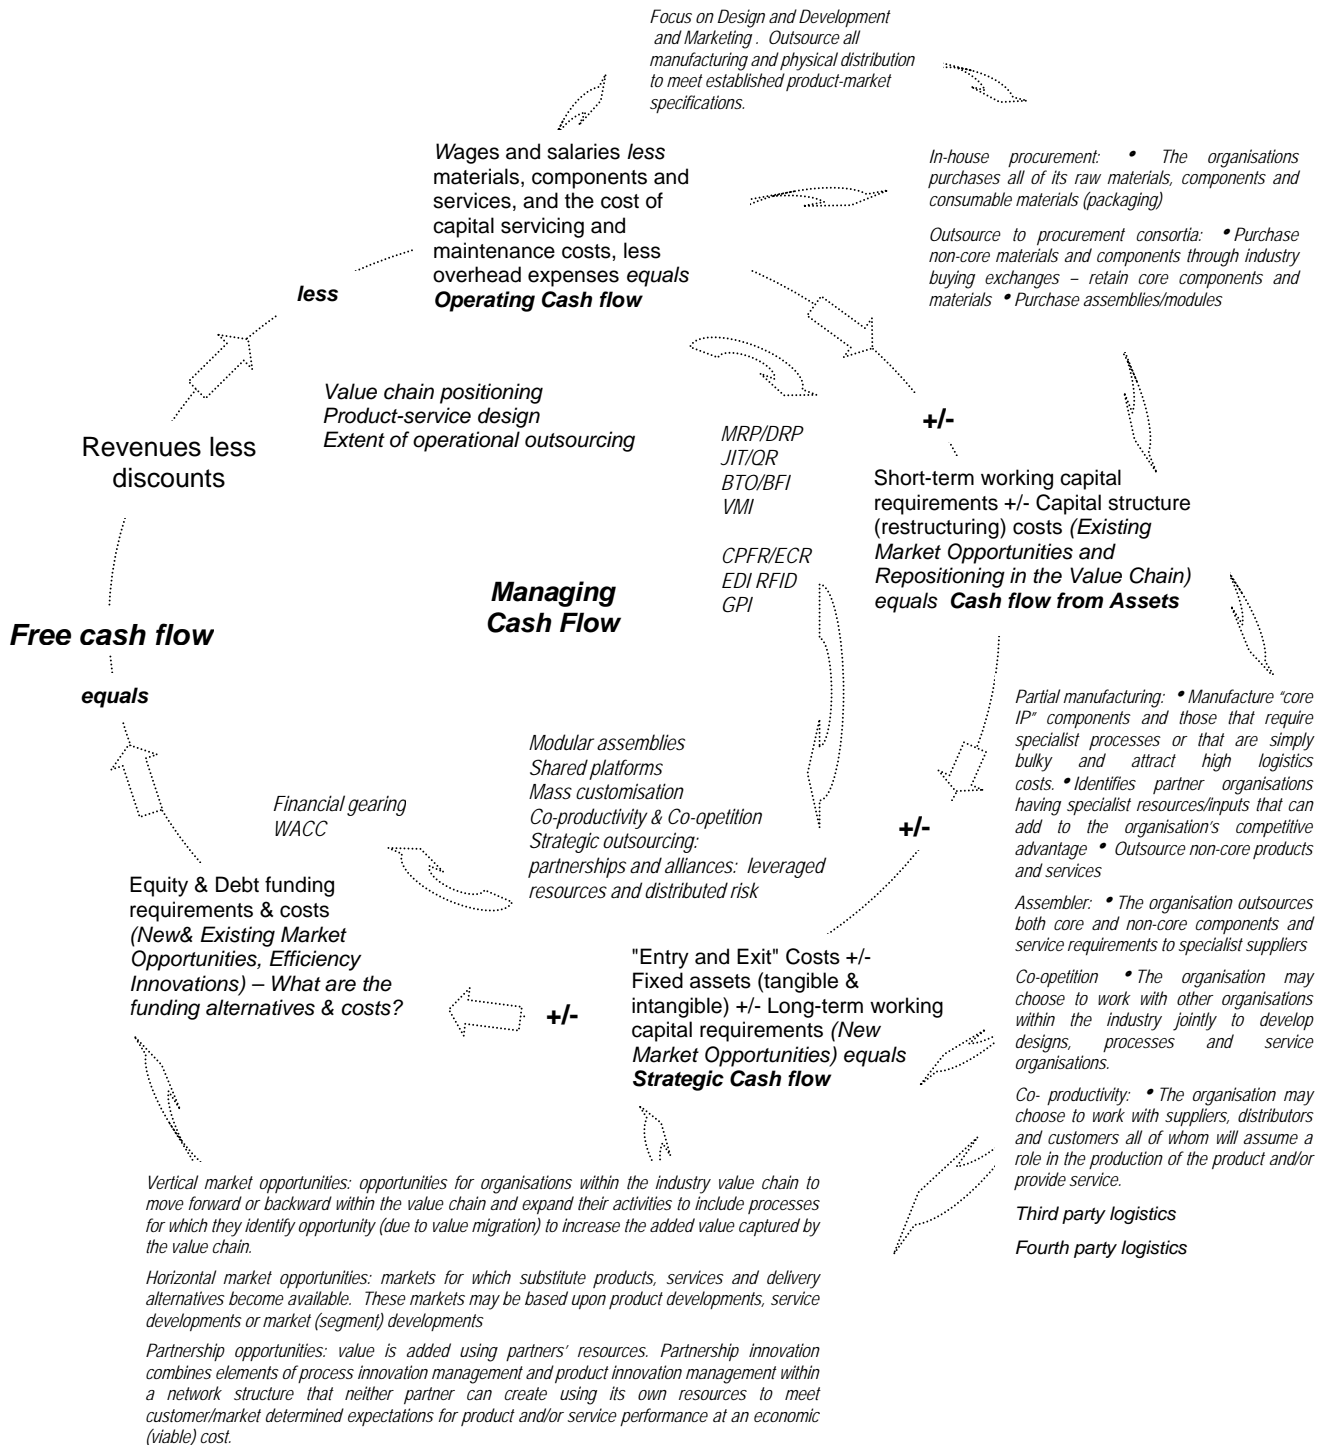 Focus on Design and Development
and Marketing . Outsource all
manufacturing and physical distribution
to meet established product-market
specifications.
Wages and salaries less
materials, components and
services, and the cost of
capital servicing and
maintenance costs, less
overhead expenses equals
Operating Cash flow
In-house procurement: • The organisations
purchases all of its raw materials, components and
consumable materials (packaging)
Outsource to procurement consortia: • Purchase
non-core materials and components through industry
buying exchanges – retain core components and
materials • Purchase assemblies/modules
less
Value chain positioning
Product-service design
Extent of operational outsourcing
Revenues less
discounts
MRP/DRP
JIT/QR
BTO/BFI
VMI
CPFR/ECR
EDI RFID
GPI
+/-
Short-term working capital
requirements +/- Capital structure
(restructuring) costs (Existing
Market Opportunities and
Repositioning in the Value Chain)
equals Cash flow from Assets
Managing
Cash Flow
Free cash flow
equals
Partial manufacturing: • Manufacture “core
IP” components and those that require
specialist processes or that are simply
bulky and attract high logistics
costs. • Identifies partner organisations
having specialist resources/inputs that can
add to the organisation’s competitive
advantage • Outsource non-core products
and services
Assembler: • The organisation outsources
both core and non-core components and
service requirements to specialist suppliers
Co-opetition • The organisation may
choose to work with other organisations
within the industry jointly to develop
designs, processes and service
organisations.
Co- productivity: • The organisation may
choose to work with suppliers, distributors
and customers all of whom will assume a
role in the production of the product and/or
provide service.
Third party logistics
Fourth party logistics
Modular assemblies
Shared platforms
Mass customisation
Co-productivity & Co-opetition
Strategic outsourcing:
partnerships and alliances: leveraged
resources and distributed risk
+/-
Financial gearing
WACC
Equity & Debt funding
requirements & costs
(New& Existing Market
Opportunities, Efficiency
Innovations) – What are the
funding alternatives & costs?
+/-
"Entry and Exit" Costs +/-
Fixed assets (tangible &
intangible) +/- Long-term working
capital requirements (New
Market Opportunities) equals
Strategic Cash flow
Vertical market opportunities: opportunities for organisations within the industry value chain to
move forward or backward within the value chain and expand their activities to include processes
for which they identify opportunity (due to value migration) to increase the added value captured by
the value chain.
Horizontal market opportunities: markets for which substitute products, services and delivery
alternatives become available. These markets may be based upon product developments, service
developments or market (segment) developments
Partnership opportunities: value is added using partners’ resources. Partnership innovation
combines elements of process innovation management and product innovation management within
a network structure that neither partner can create using its own resources to meet
customer/market determined expectations for product and/or service performance at an economic
(viable) cost.